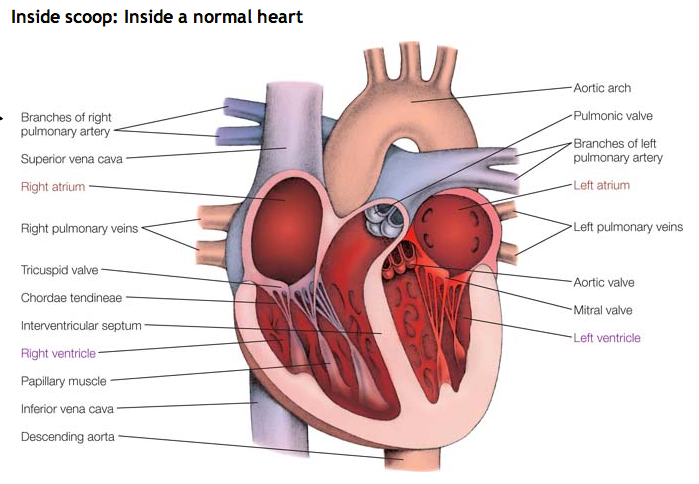 Inside scoop: Inside a normal heart
Branches of right
pulmonary artery
Superior vena cava
Right atrium
Right pulmonary veins
Tricuspid valve
Chordae tendineae
Interventricular septum
Right ventricle
Papillary muscle
Inferior vena cava
Descending aorta
Aortic arch
Pulmonic valve
Branches of left
pulmonary artery
Left atrium
Left pulmonary veins
Aortic valve
Mitral valve
Left ventricle